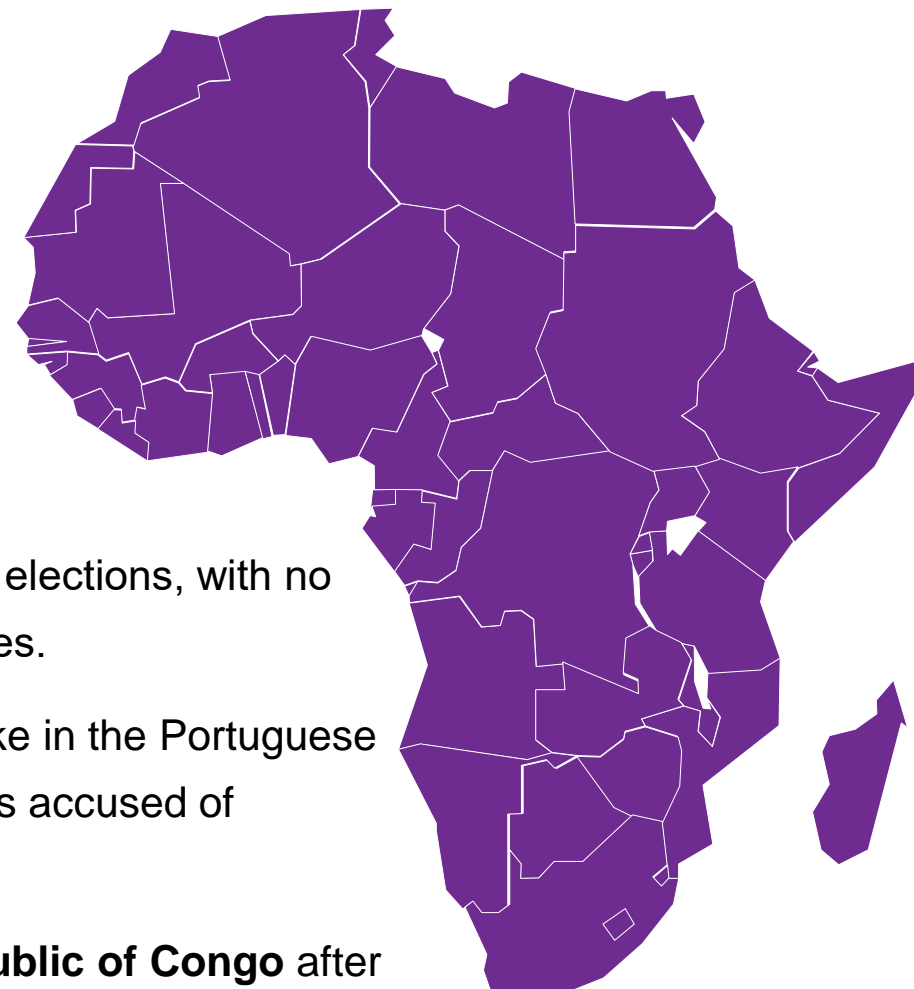 elections, with no
es.
ke in the Portuguese
s accused of
ublic of Congo after